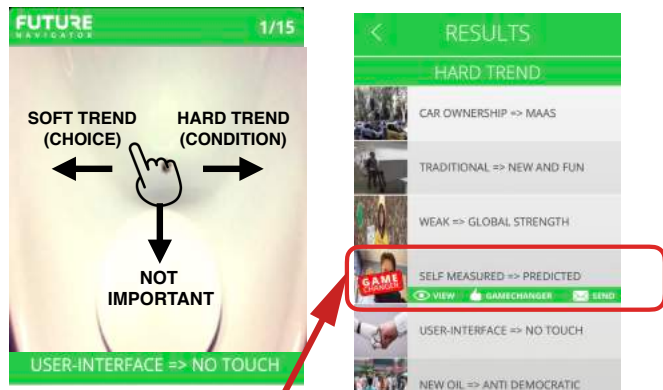 FUTURE
NAVIGATOR
1/15
SOFT TREND
(CHOICE)
HARD TREND
(CONDITION)
NOT
IMPORTANT
USER-INTERFACE => NO TOUCH
< RESULTS
HARD TREND
CAR OWNERSHIP => MAAS
TRADITIONAL => NEW AND FUN
WEAK => GLOBAL STRENGTH
GAME
CHANGER
SELF MEASURED => PREDICTED
VIEW GAMECHANGER SEND
USER-INTERFACE => NO TOUCH
NEW OIL => ANTI DEMOCRATIC